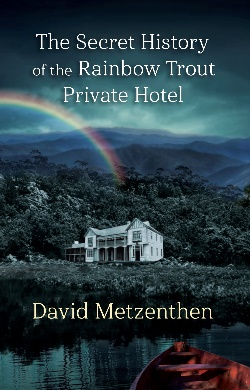 The Secret History
of the Rainbow Trout
Private Hotel
David Metzenthen